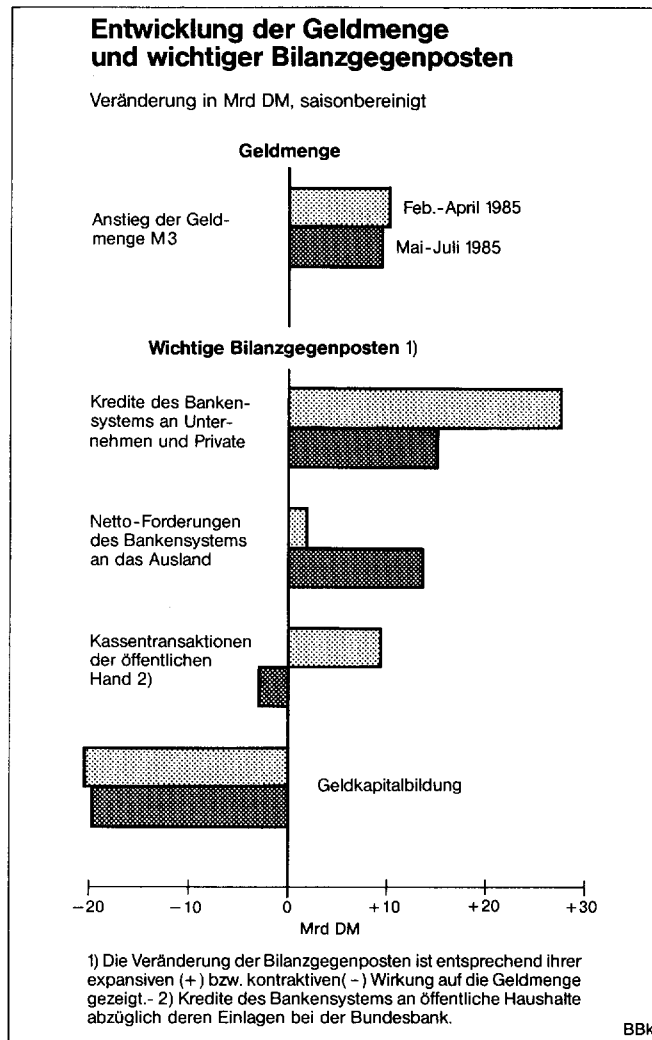 Entwicklung der Geldmenge
und wichtiger Bilanzgegenposten
Veränderung in Mrd DM, saisonbereinigt
Geldmenge
Anstieg der Geld-
menge M3
Feb.-April 1985
Mai-Juli 1985
Wichtige Bilanzgegenposten 1)
Kredite des Banken-
systems an Unter-
nehmen und Private
Netto-Forderungen
des Bankensystems
an das Ausland
Kassentransaktionen
der öffentlichen
Hand 2)
Geldkapitalbildung
−20 −10 0 +10 +20 +30
Mrd DM
1) Die Veränderung der Bilanzgegenposten ist entsprechend ihrer
expansiven (+) bzw. kontraktiven(−) Wirkung auf die Geldmenge
gezeigt.- 2) Kredite des Bankensystems an öffentliche Haushalte
abzüglich deren Einlagen bei der Bundesbank.
BBk